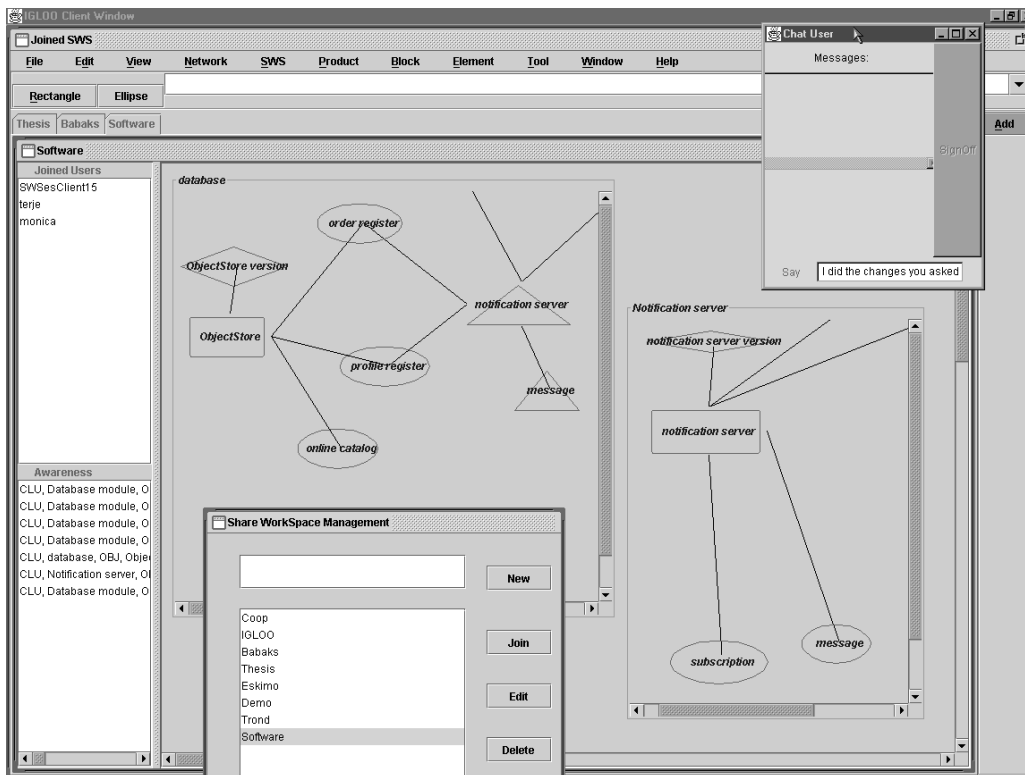 IGLOO Client Window
Joined SWS
File Edit View Network SWS Product Block Element Tool Window Help
Rectangle Ellipse
Thesis Babaks Software
Add
Software
Joined Users
SWSesClient15
terje
monica
Awareness
CLU, Database module, O
CLU, Database module, O
CLU, Database module, O
CLU, Database module, O
CLU, database, OBJ, Obje
CLU, Notification server, O
CLU, Database module, O
database
order register
ObjectStore version
notification server
ObjectStore
profile register
message
online catalog
Notification server
notification server version
notification server
message
subscription
Share WorkSpace Management
New
Coop
IGLOO
Babaks
Thesis
Eskimo
Demo
Trond
Software
Join
Edit
Delete
Chat User
Messages:
SignOff
Say I did the changes you asked